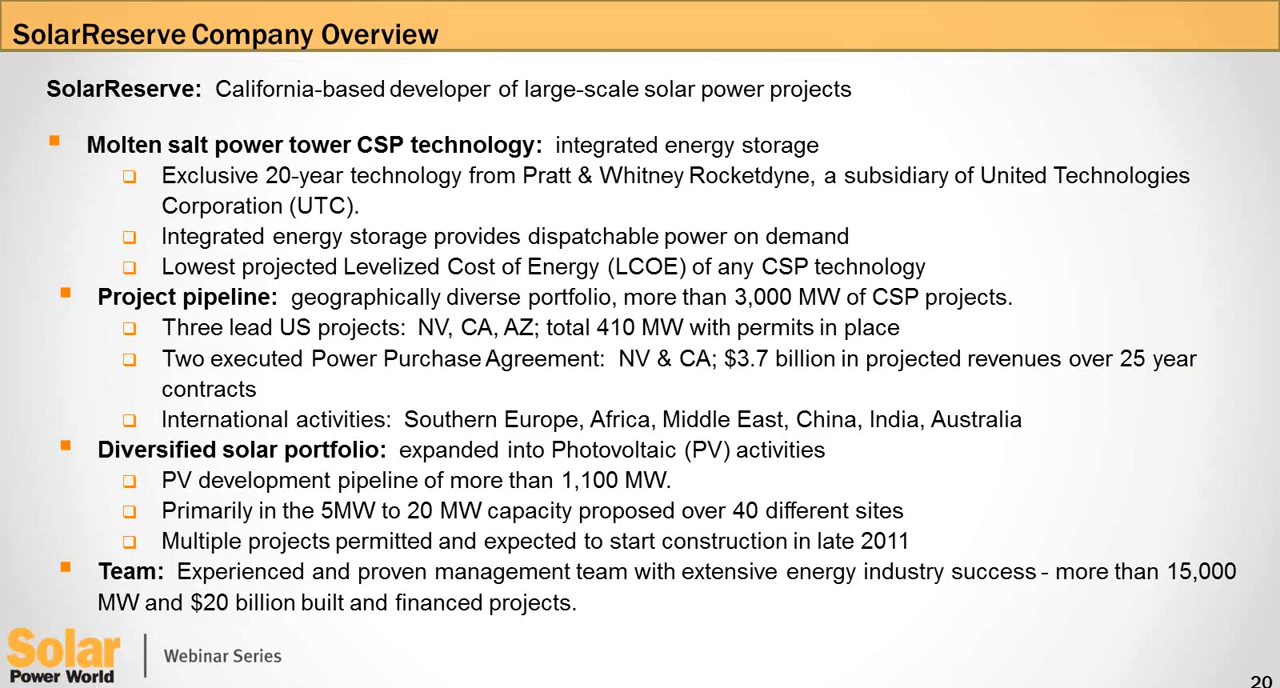 SolarReserve Company Overview
SolarReserve: California-based developer of large-scale solar power projects
Molten salt power tower CSP technology: integrated energy storage
Exclusive 20-year technology from Pratt & Whitney Rocketdyne, a subsidiary of United Technologies
Corporation (UTC).
Integrated energy storage provides dispatchable power on demand
Lowest projected Levelized Cost of Energy (LCOE) of any CSP technology
Project pipeline: geographically diverse portfolio, more than 3,000 MW of CSP projects.
Three lead US projects: NV, CA, AZ; total 410 MW with permits in place
Two executed Power Purchase Agreement: NV & CA; $3.7 billion in projected revenues over 25 year
contracts
International activities: Southern Europe, Africa, Middle East, China, India, Australia
Diversified solar portfolio: expanded into Photovoltaic (PV) activities
PV development pipeline of more than 1,100 MW.
Primarily in the 5MW to 20 MW capacity proposed over 40 different sites
Multiple projects permitted and expected to start construction in late 2011
Team: Experienced and proven management team with extensive energy industry success - more than 15,000
MW and $20 billion built and financed projects.
Solar
Power World
Webinar Series
20